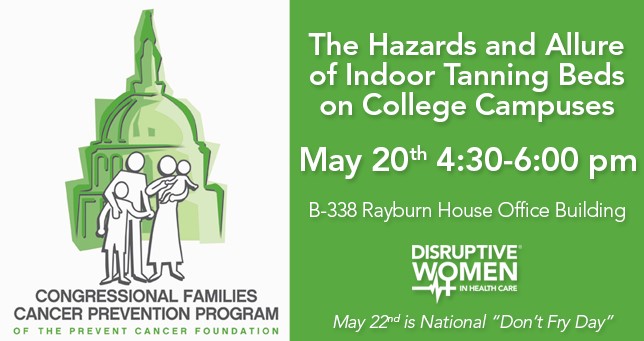 CONGRESSIONAL FAMILIES
CANCER PREVENTION PROGRAM
OF THE PREVENT CANCER FOUNDATION
The Hazards and Allure
of Indoor Tanning Beds
on College Campuses
May 20th 4:30-6:00 pm
B-338 Rayburn House Office Building
DISRUPTIVE®
WOMEN
IN HEALTH CARE
May 22nd is National “Don’t Fry Day”